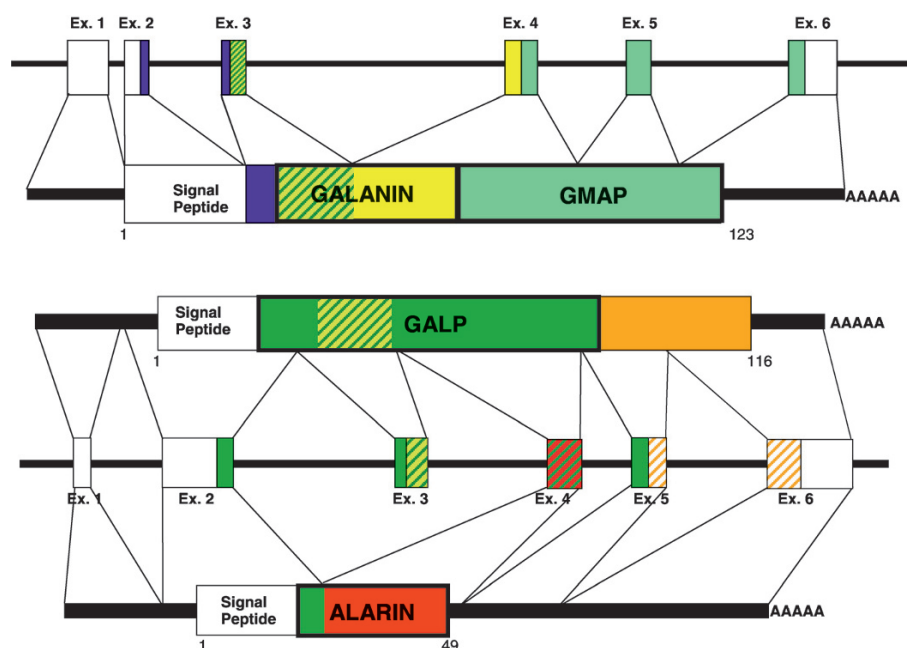 Ex. 1 Ex. 2 Ex. 3 Ex. 4 Ex. 5 Ex. 6
Signal
Peptide
GALANIN
GMAP
AAAAA
1
123
Signal
Peptide
GALP
AAAAA
1
116
Ex. 1 Ex. 2 Ex. 3 Ex. 4 Ex. 5 Ex. 6
Signal
Peptide
ALARIN
AAAAA
1
49